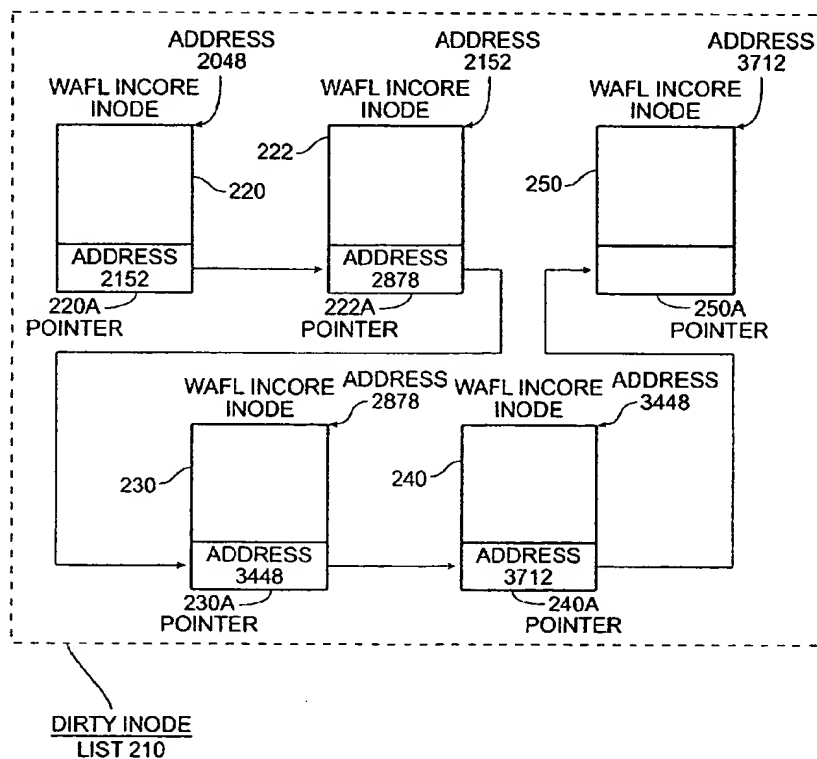 ADDRESS
2048
WAFL INCORE
INODE
220
ADDRESS
2152
220A
POINTER
ADDRESS
2152
WAFL INCORE
INODE
222
ADDRESS
2878
222A
POINTER
ADDRESS
3712
WAFL INCORE
INODE
250
250A
POINTER
WAFL INCORE
INODE
ADDRESS
2878
230
ADDRESS
3448
230A
POINTER
WAFL INCORE
INODE
ADDRESS
3448
240
ADDRESS
3712
240A
POINTER
DIRTY INODE
LIST 210